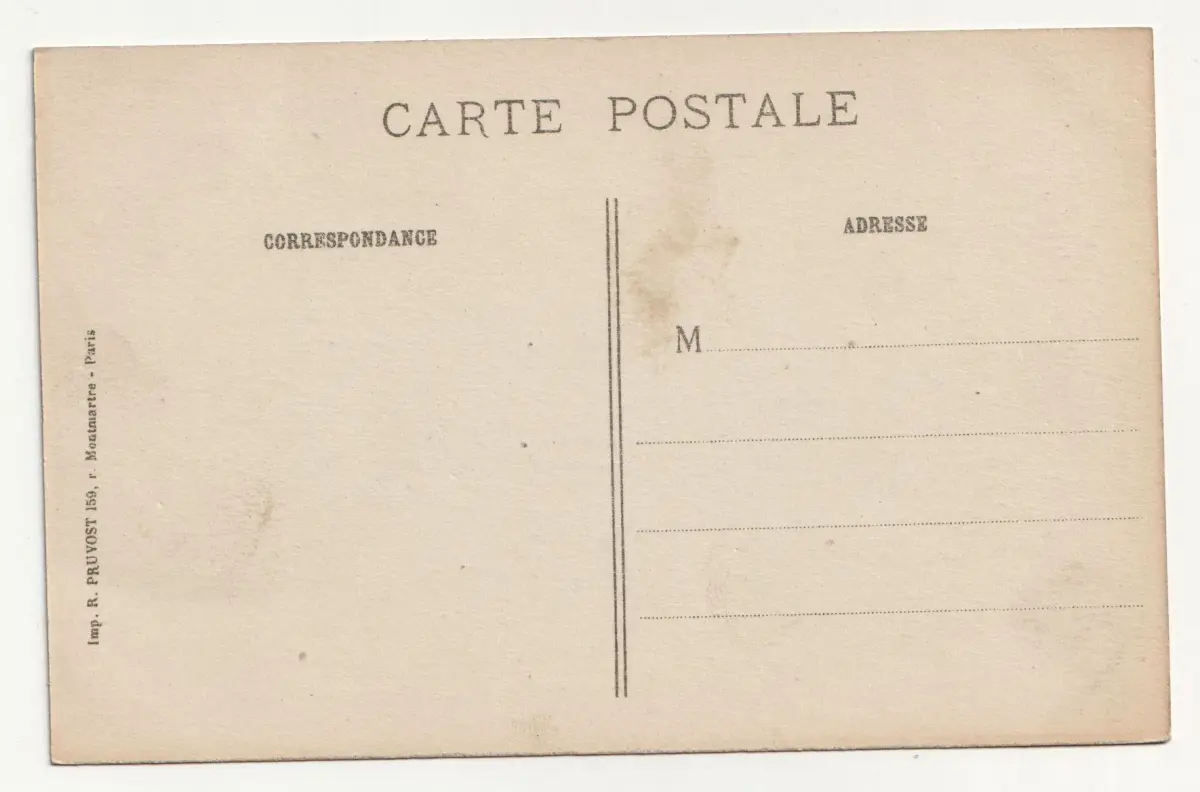 CARTE POSTALE
CORRESPONDANCE
ADRESSE
M
Imp. R. PRUVOST 159, r. Montmartre - Paris